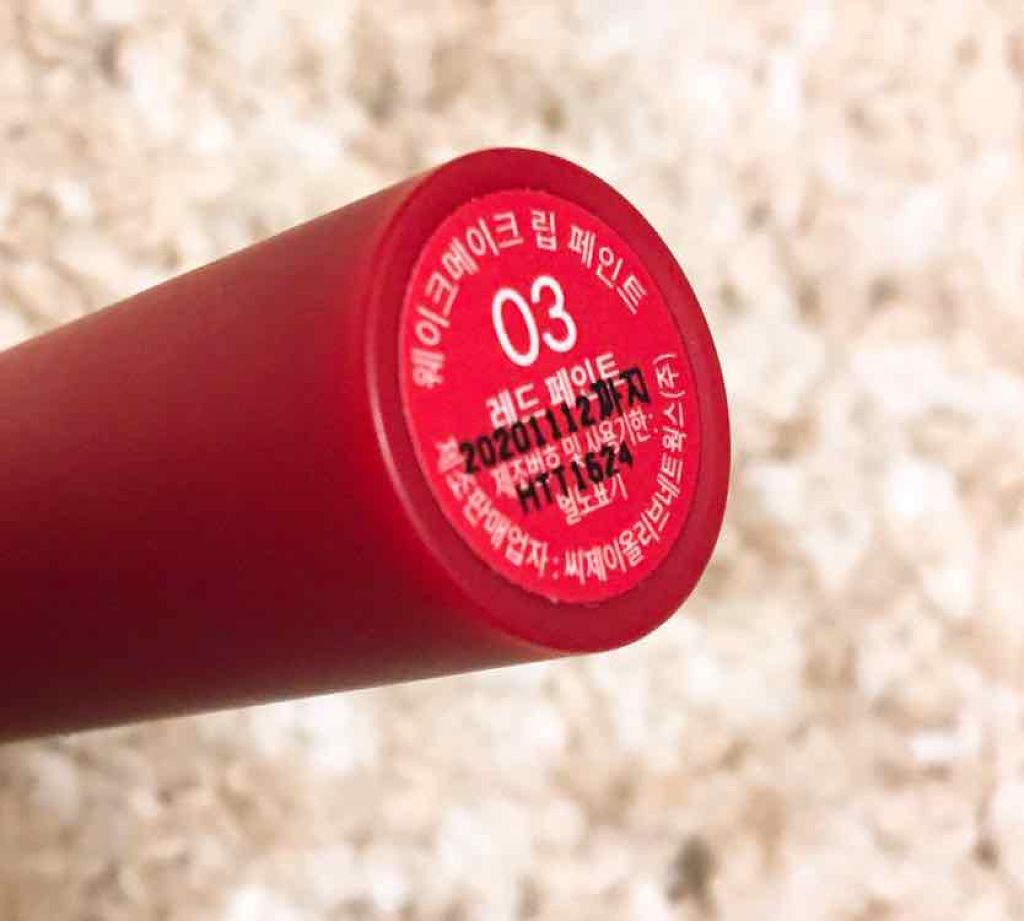 웨이크메이크 립 페인트
03
레드 페인트
20201112까지
제조번호 및 사용기한:
HTT1624
별도표기
제조판매업자 : 씨제이올리브네트웍스(주)